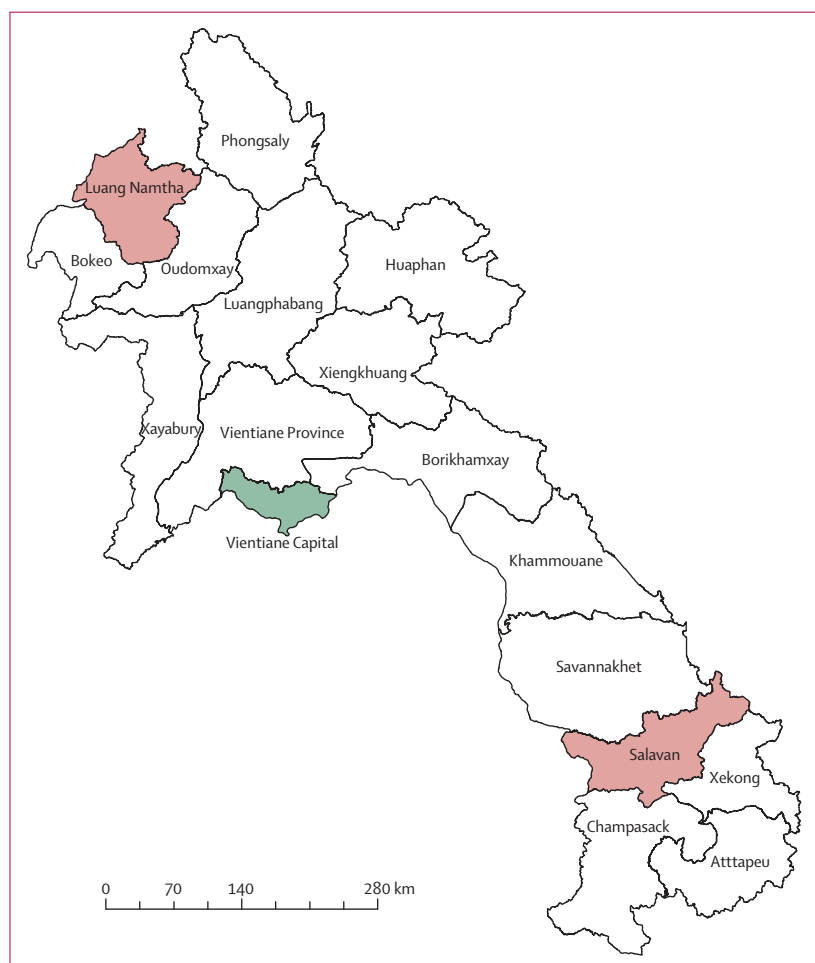 Phongsaly
Luang Namtha
Bokeo
Oudomxay
Huaphan
Luangphabang
Xiengkhuang
Xayabury
Vientiane Province
Borikhamxay
Vientiane Capital
Khammouane
Savannakhet
Salavan
Xekong
Champasack
Atttapeu
0 70 140 280 km